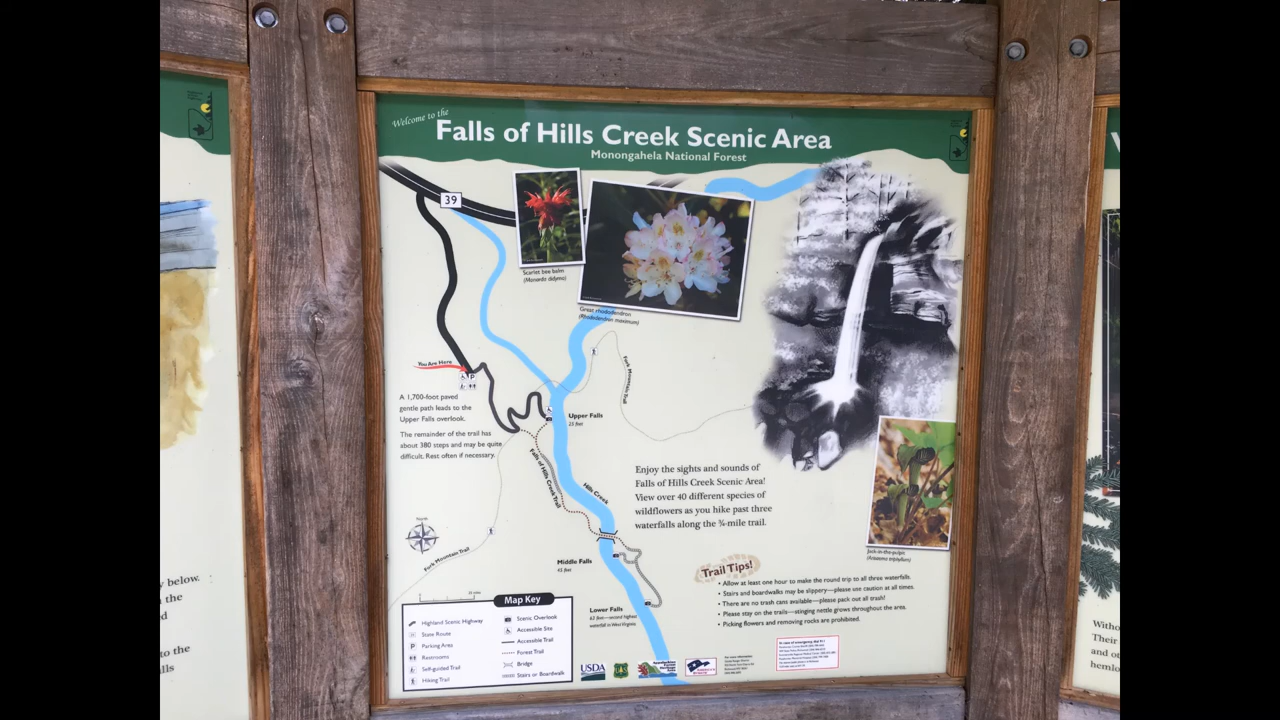 Welcome to the
Falls of Hills Creek Scenic Area
Monongahela National Forest
39
Scarlet bee balm
(Monarda didyma)
Great rhododendron
(Rhododendron maximum)
You Are Here
P
A 1,700-foot paved
gentle path leads to the
Upper Falls overlook.
The remainder of the trail has
about 380 steps and may be quite
difficult. Rest often if necessary.
Fork Mountain Trail
Upper Falls
25 feet
Falls of Hills Creek Trail
Hills Creek
Enjoy the sights and sounds of
Falls of Hills Creek Scenic Area!
View over 40 different species of
wildflowers as you hike past three
waterfalls along the ¾-mile trail.
North
Fork Mountain Trail
Middle Falls
45 feet
Lower Falls
63 feet—second highest
waterfall in West Virginia
Jack-in-the-pulpit
(Arisaema triphyllum)
Trail Tips!
• Allow at least one hour to make the round trip to all three waterfalls.
• Stairs and boardwalks may be slippery—please use caution at all times.
• There are no trash cans available—please pack out all trash!
• Please stay on the trails—stinging nettle grows throughout the area.
• Picking flowers and removing rocks are prohibited.
Map Key
Highland Scenic Highway
State Route
Parking Area
Restrooms
Self-guided Trail
Hiking Trail
Scenic Overlook
Accessible Site
Accessible Trail
Forest Trail
Bridge
Stairs or Boardwalk
USDA
In case of emergency, dial 911
y below.
the
d
to the
lls
Witho
Their
and ot
hemlo